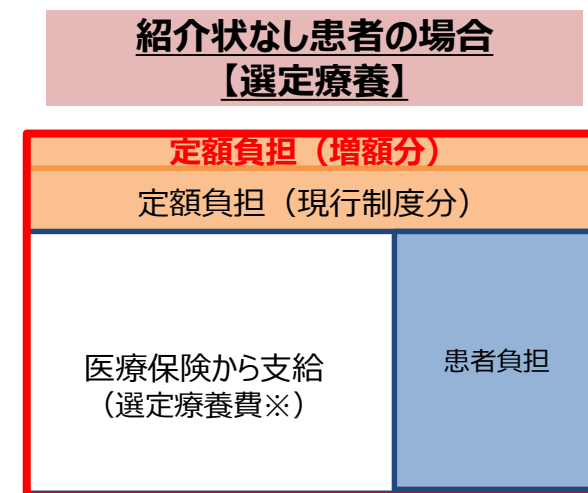 紹介状なし患者の場合
【選定療養】
定額負担（増額分）
定額負担（現行制度分）
医療保険から支給
（選定療養費※）
患者負担